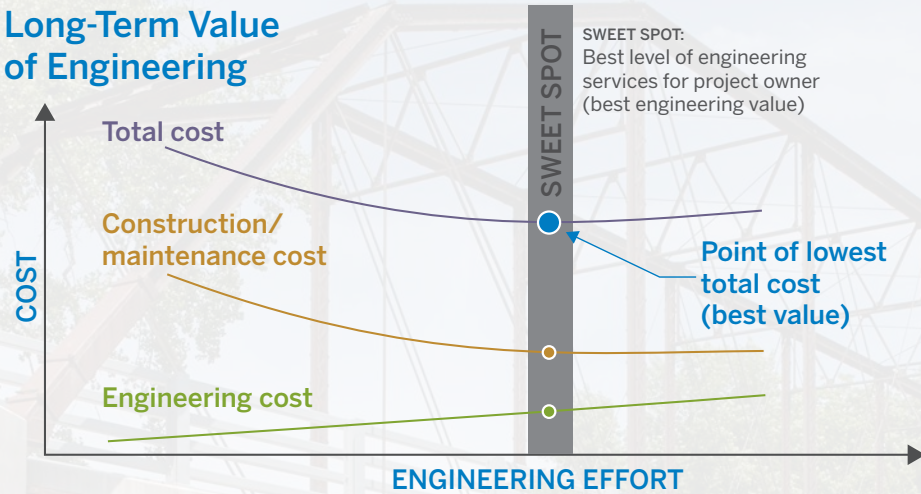 Long-Term Value
of Engineering
SWEET SPOT:
Best level of engineering
services for project owner
(best engineering value)
SWEET SPOT
Total cost
Construction/
maintenance cost
Point of lowest
total cost
(best value)
Engineering cost
COST
ENGINEERING EFFORT